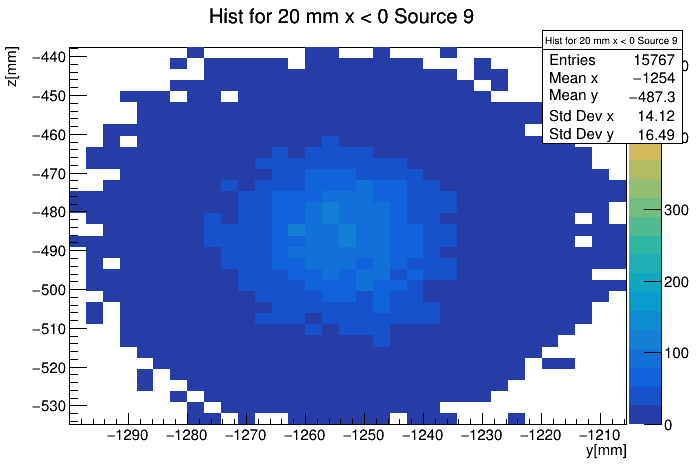 Hist for 20 mm x < 0 Source 9
z[mm]
−440
−450
−460
−470
−480
−490
−500
−510
−520
−530
−1290
−1280
−1270
−1260
−1250
−1240
−1230
−1220
−1210
y[mm]
Hist for 20 mm x < 0 Source 9
Entries 15767
Mean x −1254
Mean y −487.3
Std Dev x 14.12
Std Dev y 16.49
0
0
300
200
100
0